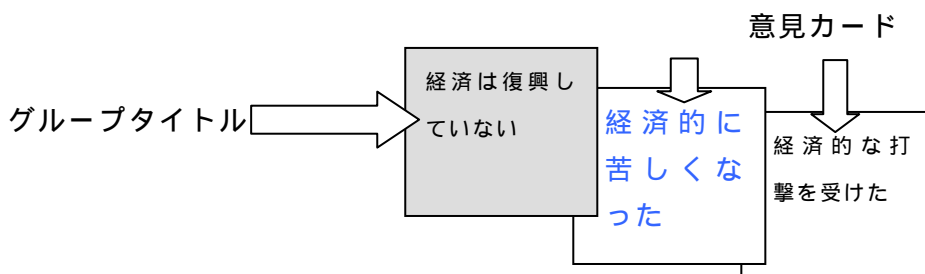 意見カード
グループタイトル
経済は復興し
ていない
経済的に
苦しくな
った
経済的な打
撃を受けた